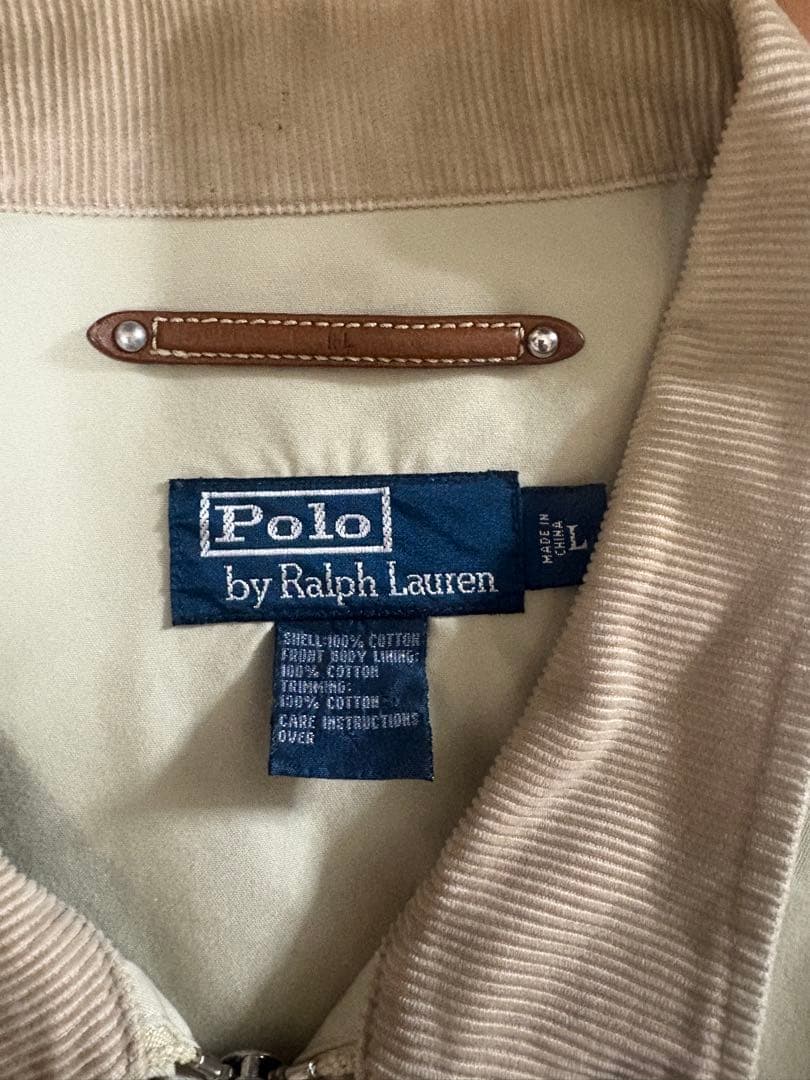 RL
Polo
by Ralph Lauren
MADE IN
CHINA
L
SHELL:100% COTTON
FRONT BODY LINING:
100% COTTON
TRIMMING:
100% COTTON
CARE INSTRUCTIONS
OVER